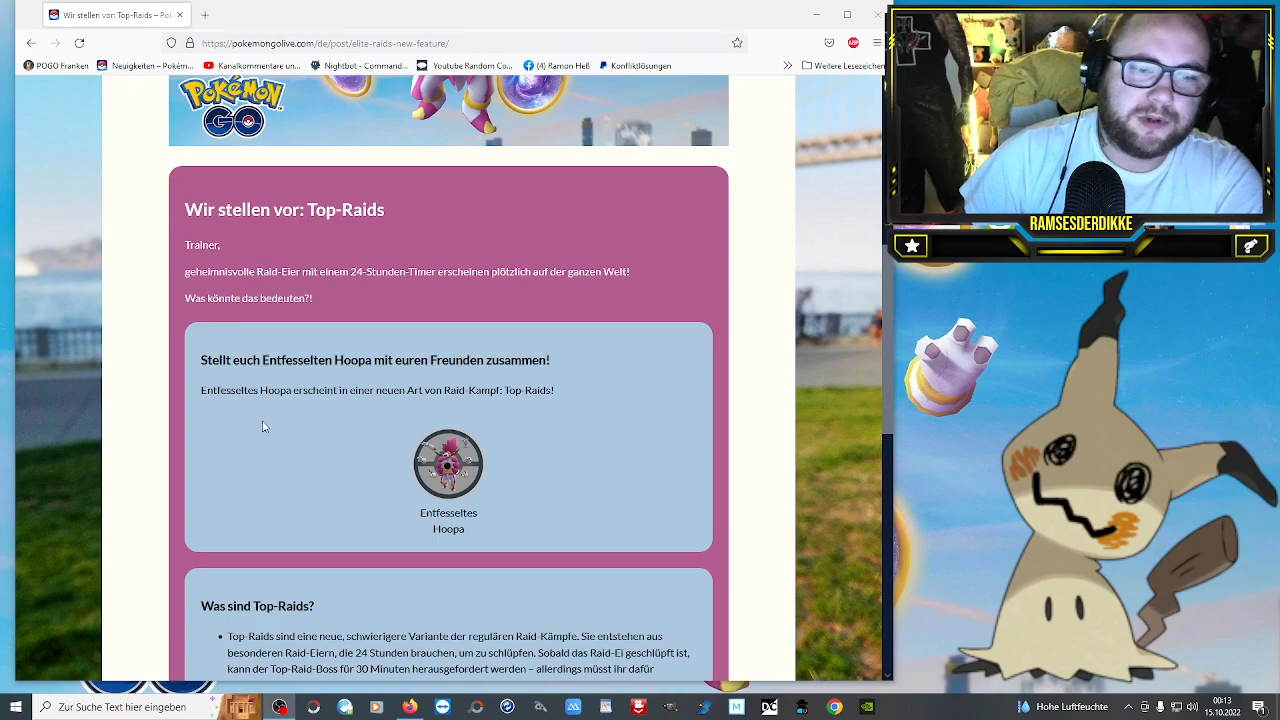 Wir stellen vor: Top-Raids – Pok
https://pokemongolive.com/de/post/elite-raids-new-feature
POGO Franken
Neuigkeiten – Pokém...
Fremdankommen...
Nightbot - Command...
Youtube Rantom Co...
(4) Simon Heß
Konfliktlösungen
Weitere Lesezeichen
POKÉMON
GO
RAMSESDERDIKKE
Wir stellen vor: Top-Raids
Trainer,
geheimnisvolle Raid-Eier mit einem 24-Stunden-Timer erscheinen plötzlich auf der ganzen Welt!
Was könnte das bedeuten?!
Stellt euch Entfesselten Hoopa mit euren Freunden zusammen!
Entfesseltes Hoopa erscheint in einer neuen Art von Raid-Kampf: Top-Raids!
Entfesseltes
Hoopa
Was sind Top-Raids?
• Top-Raids sind eine neue, schwierigere Variante der regulären Raid-Kämpfe. Sie entstehen aus
besonderen Raid-Eiern, die 24 Stunden brauchen, um zu schlüpfen. Sobald das Raid-Ei geschlüpft ist,
kann der Top-Raid-Boss für 30 Minuten herausgefordert werden – allerdings müsst ihr dafür
Zur Suche Text hier eingeben
Hohe UV-
00:13
15.10.2022